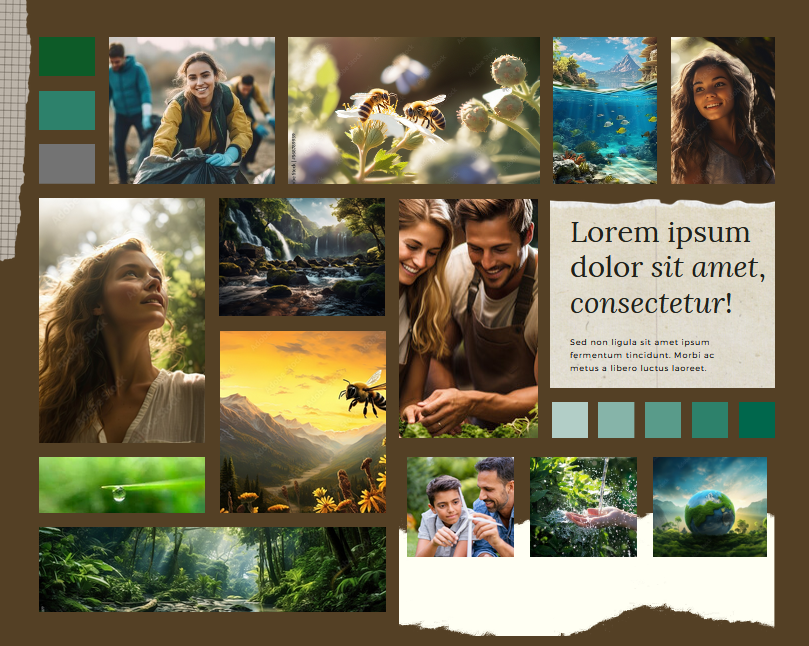 Lorem ipsum
dolor sit amet,
consectetur!
Sed non ligula sit amet ipsum
fermentum tincidunt. Morbi ac
metus a libero luctus laoreet.